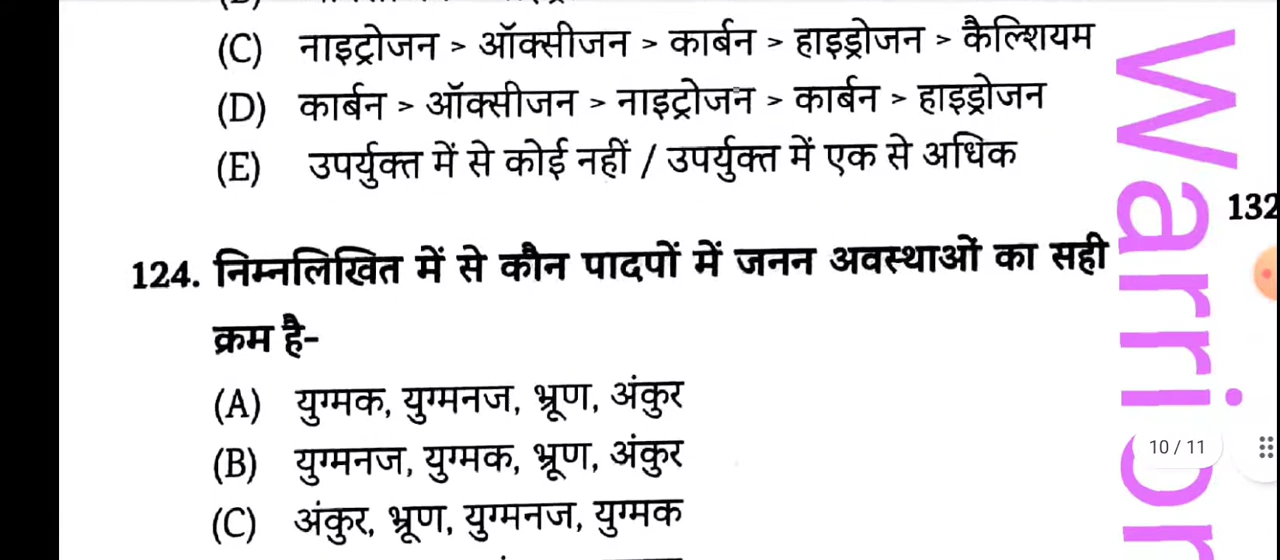 (C) नाइट्रोजन > ऑक्सीजन > कार्बन > हाइड्रोजन > कैल्शियम
(D) कार्बन > ऑक्सीजन > नाइट्रोजन > कार्बन > हाइड्रोजन
(E) उपर्युक्त में से कोई नहीं / उपर्युक्त में एक से अधिक
132
124. निम्नलिखित में से कौन पादपों में जनन अवस्थाओं का सही
क्रम है-
(A) युग्मक, युग्मनज, भ्रूण, अंकुर
(B) युग्मनज, युग्मक, भ्रूण, अंकुर
(C) अंकुर, भ्रूण, युग्मनज, युग्मक
10 / 11
Warrior